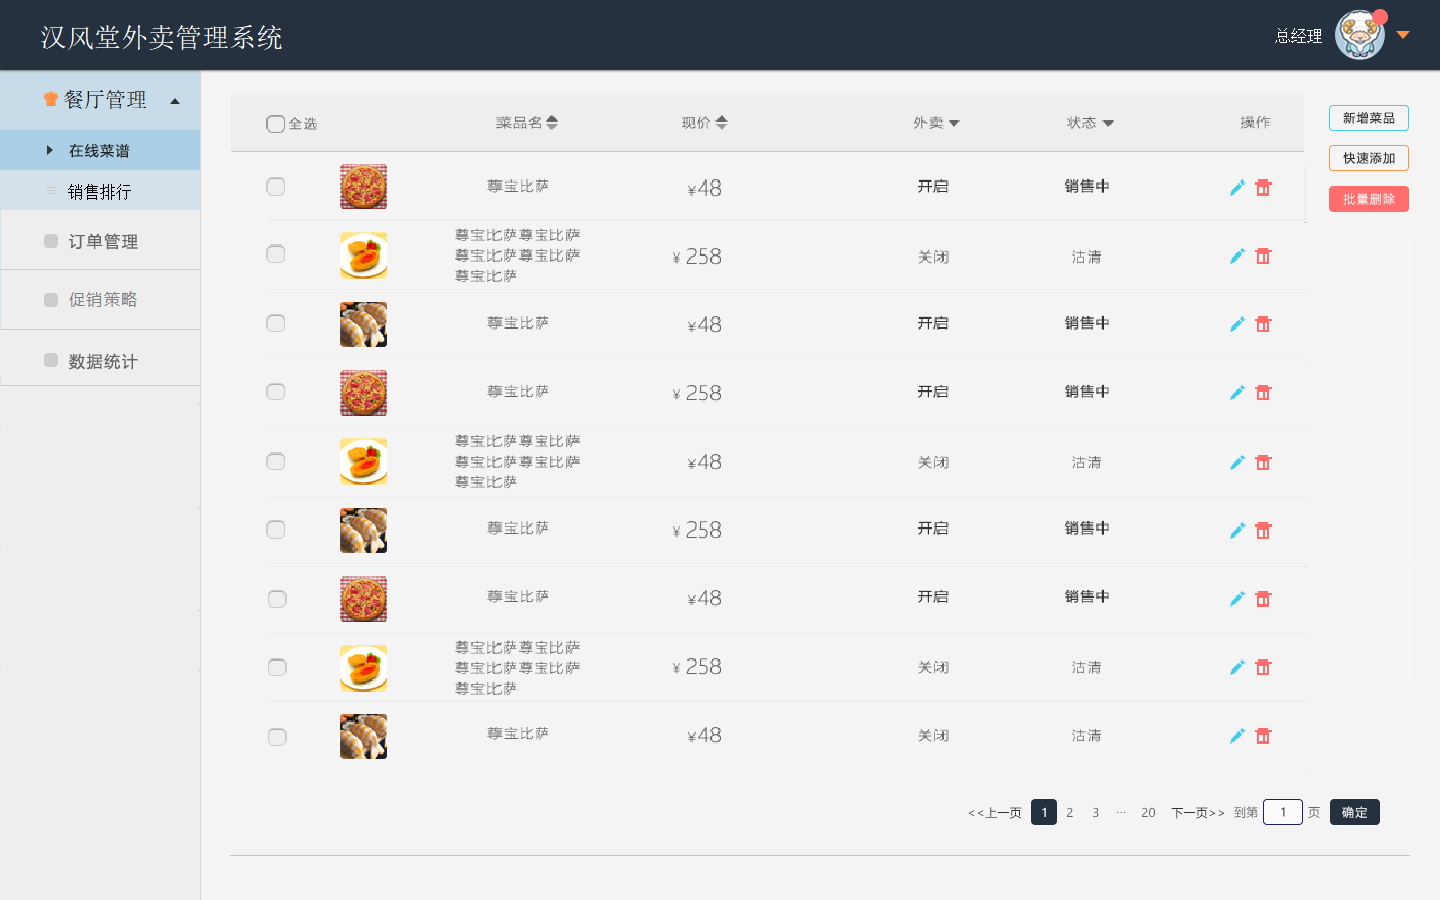 汉风堂外卖管理系统
总经理
餐厅管理
在线菜谱
销售排行
订单管理
促销策略
数据统计
全选 菜品名 现价 外卖 状态 操作
新增菜品
快速添加
批量删除
尊宝比萨 ¥48 开启 销售中
尊宝比萨尊宝比萨
尊宝比萨尊宝比萨
尊宝比萨
¥ 258 关闭 沽清
尊宝比萨 ¥48 开启 销售中
尊宝比萨 ¥ 258 开启 销售中
尊宝比萨尊宝比萨
尊宝比萨尊宝比萨
尊宝比萨
¥48 关闭 沽清
尊宝比萨 ¥ 258 开启 销售中
尊宝比萨 ¥48 开启 销售中
尊宝比萨尊宝比萨
尊宝比萨尊宝比萨
尊宝比萨
¥ 258 关闭 沽清
尊宝比萨 ¥48 关闭 沽清
<<上一页 1 2 3 ··· 20 下一页>> 到第 1 页 确定